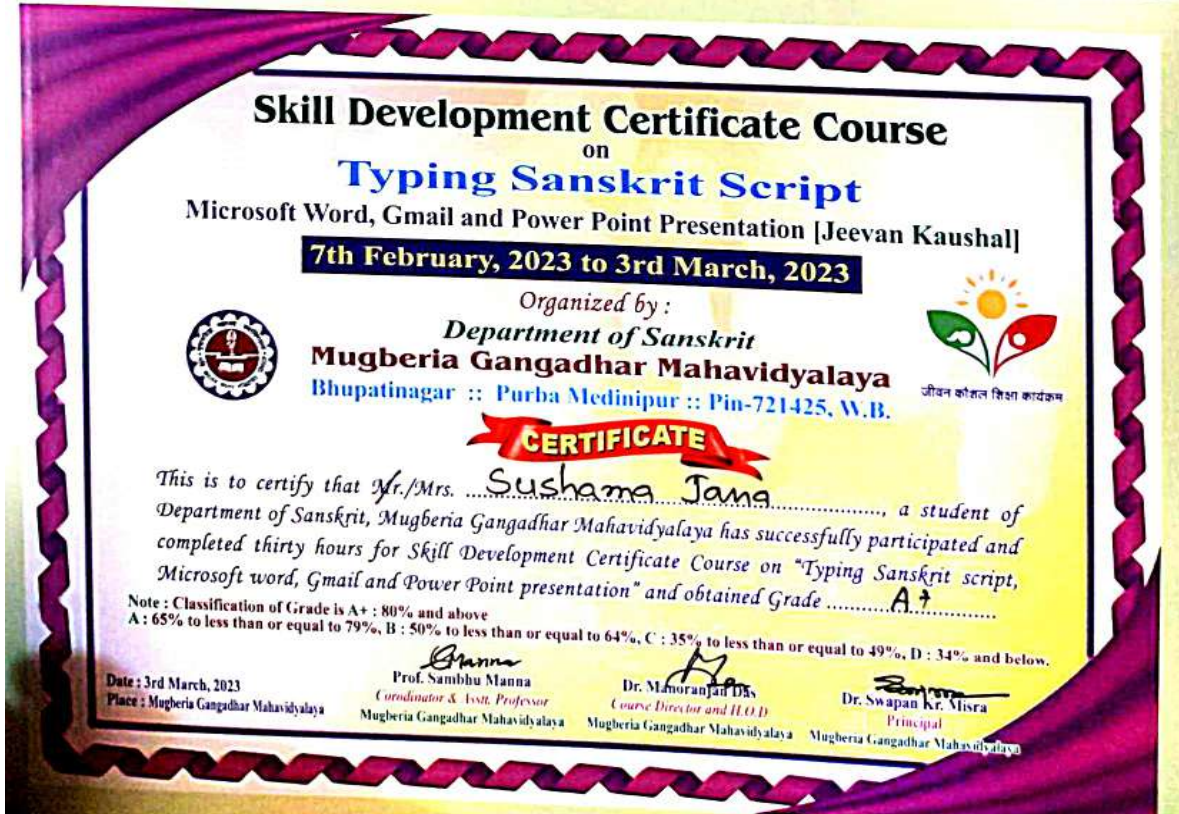 Skill Development Certificate Course
on
Typing Sanskrit Script
Microsoft Word, Gmail and Power Point Presentation [Jeevan Kaushal]
7th February, 2023 to 3rd March, 2023
Organized by :
Department of Sanskrit
Mugberia Gangadhar Mahavidyalaya
Bhupatinagar :: Purba Medinipur :: Pin-721425, W.B.
जीवन कौशल शिक्षा कार्यक्रम
CERTIFICATE
This is to certify that Mr./Mrs. Sushama Jana, a student of
Department of Sanskrit, Mugberia Gangadhar Mahavidyalaya has successfully participated and
completed thirty hours for Skill Development Certificate Course on "Typing Sanskrit script,
Microsoft word, Gmail and Power Point presentation" and obtained Grade A+
Note : Classification of Grade is A+ : 80% and above
A : 65% to less than or equal to 79%, B : 50% to less than or equal to 64%, C : 35% to less than or equal to 49%, D : 34% and below.
Manna
Date : 3rd March, 2023
Place : Mugberia Gangadhar Mahavidyalaya
Prof. Sambhu Manna
Corodinator & Asstt. Professor
Mugberia Gangadhar Mahavidyalaya
Dr. Manoranjan Das
Course Director and H.O.D
Mugberia Gangadhar Mahavidyalaya
Dr. Swapan Kr. Misra
Principal
Mugberia Gangadhar Mahavidyalaya